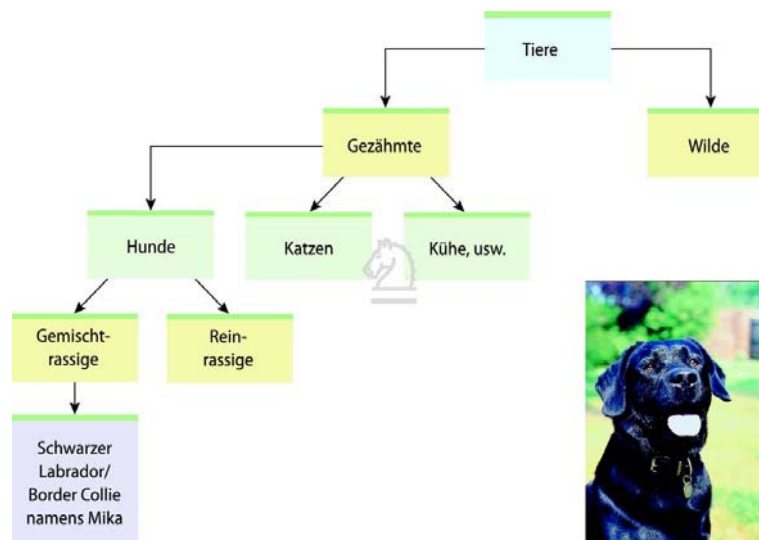 Tiere
Gezähmte
Wilde
Hunde
Katzen
Kühe, usw.
Gemischt-
rassige
Rein-
rassige
Schwarzer
Labrador/
Border Collie
namens Mika